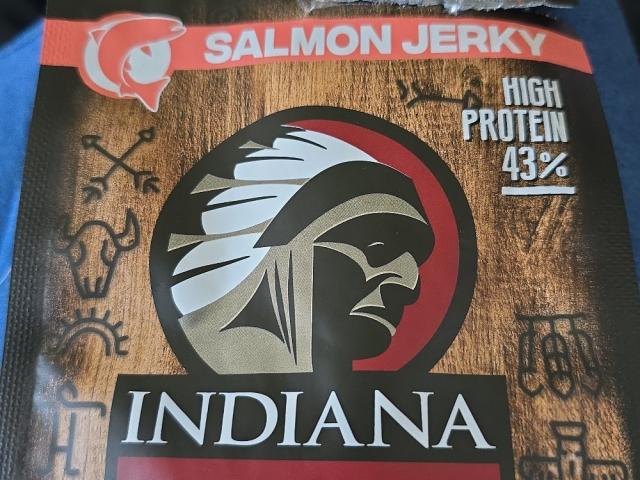 SALMON JERKY
HIGH
PROTEIN
43%
INDIANA